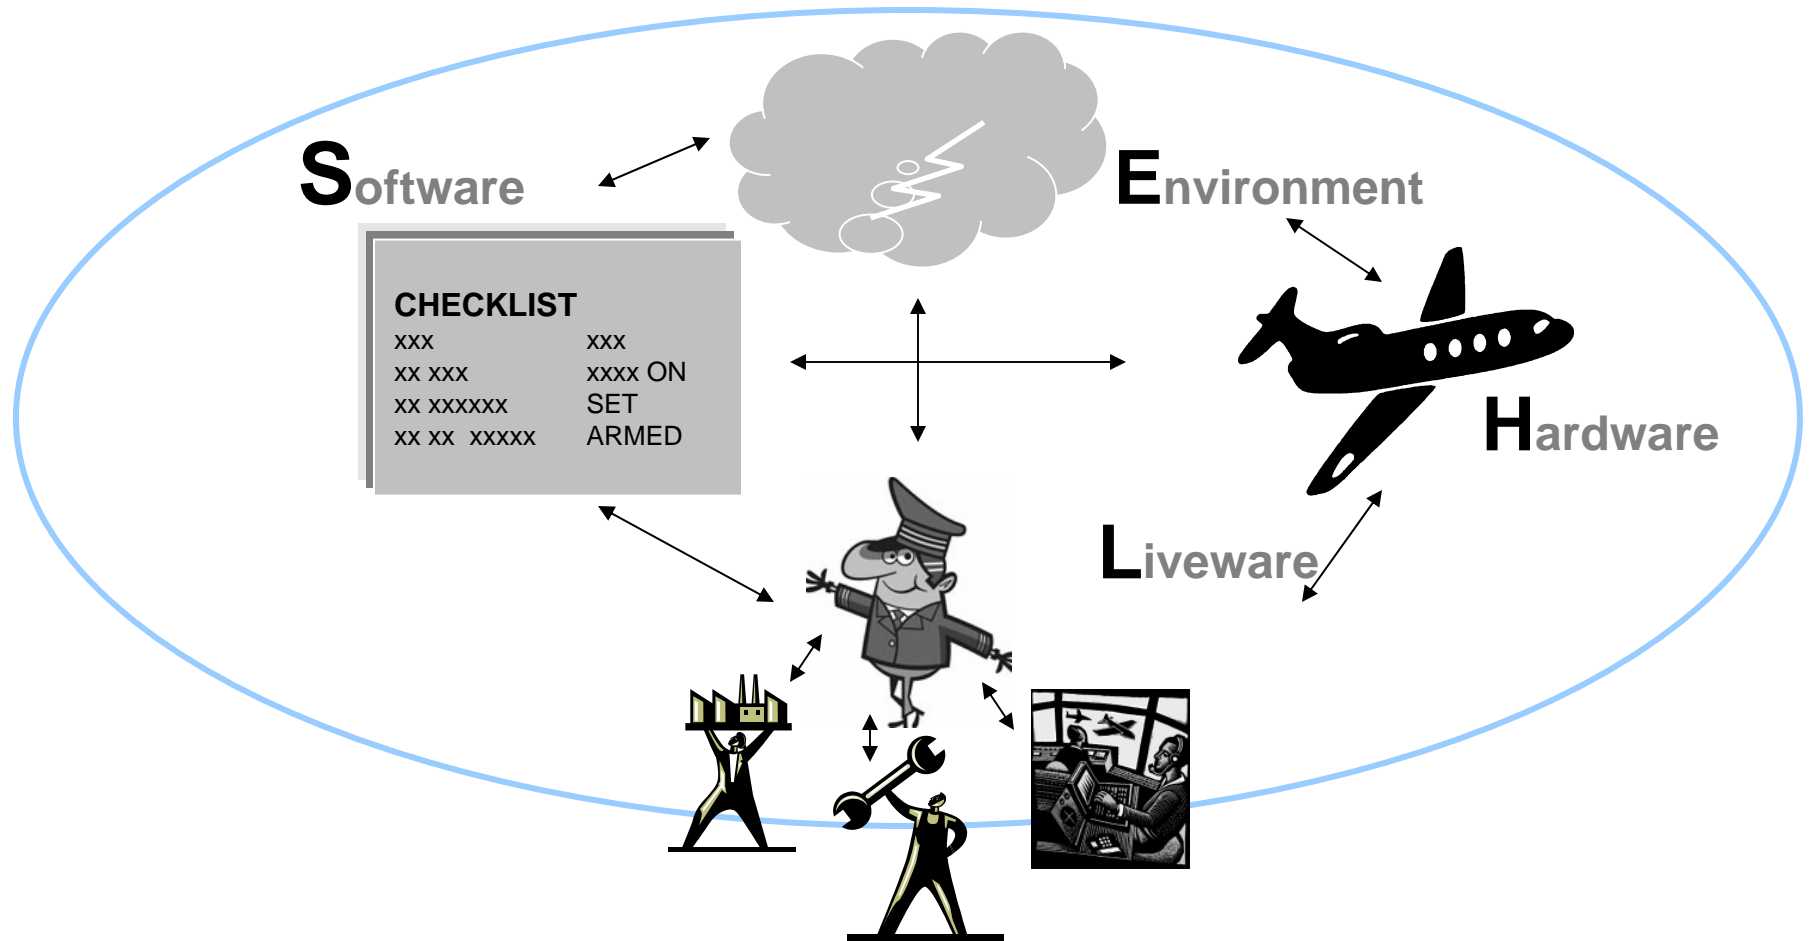 Software
Environment
CHECKLIST
xxx xxx
xx xxx xxxx ON
xx xxxxxx SET
xx xx xxxxx ARMED
Hardware
Liveware